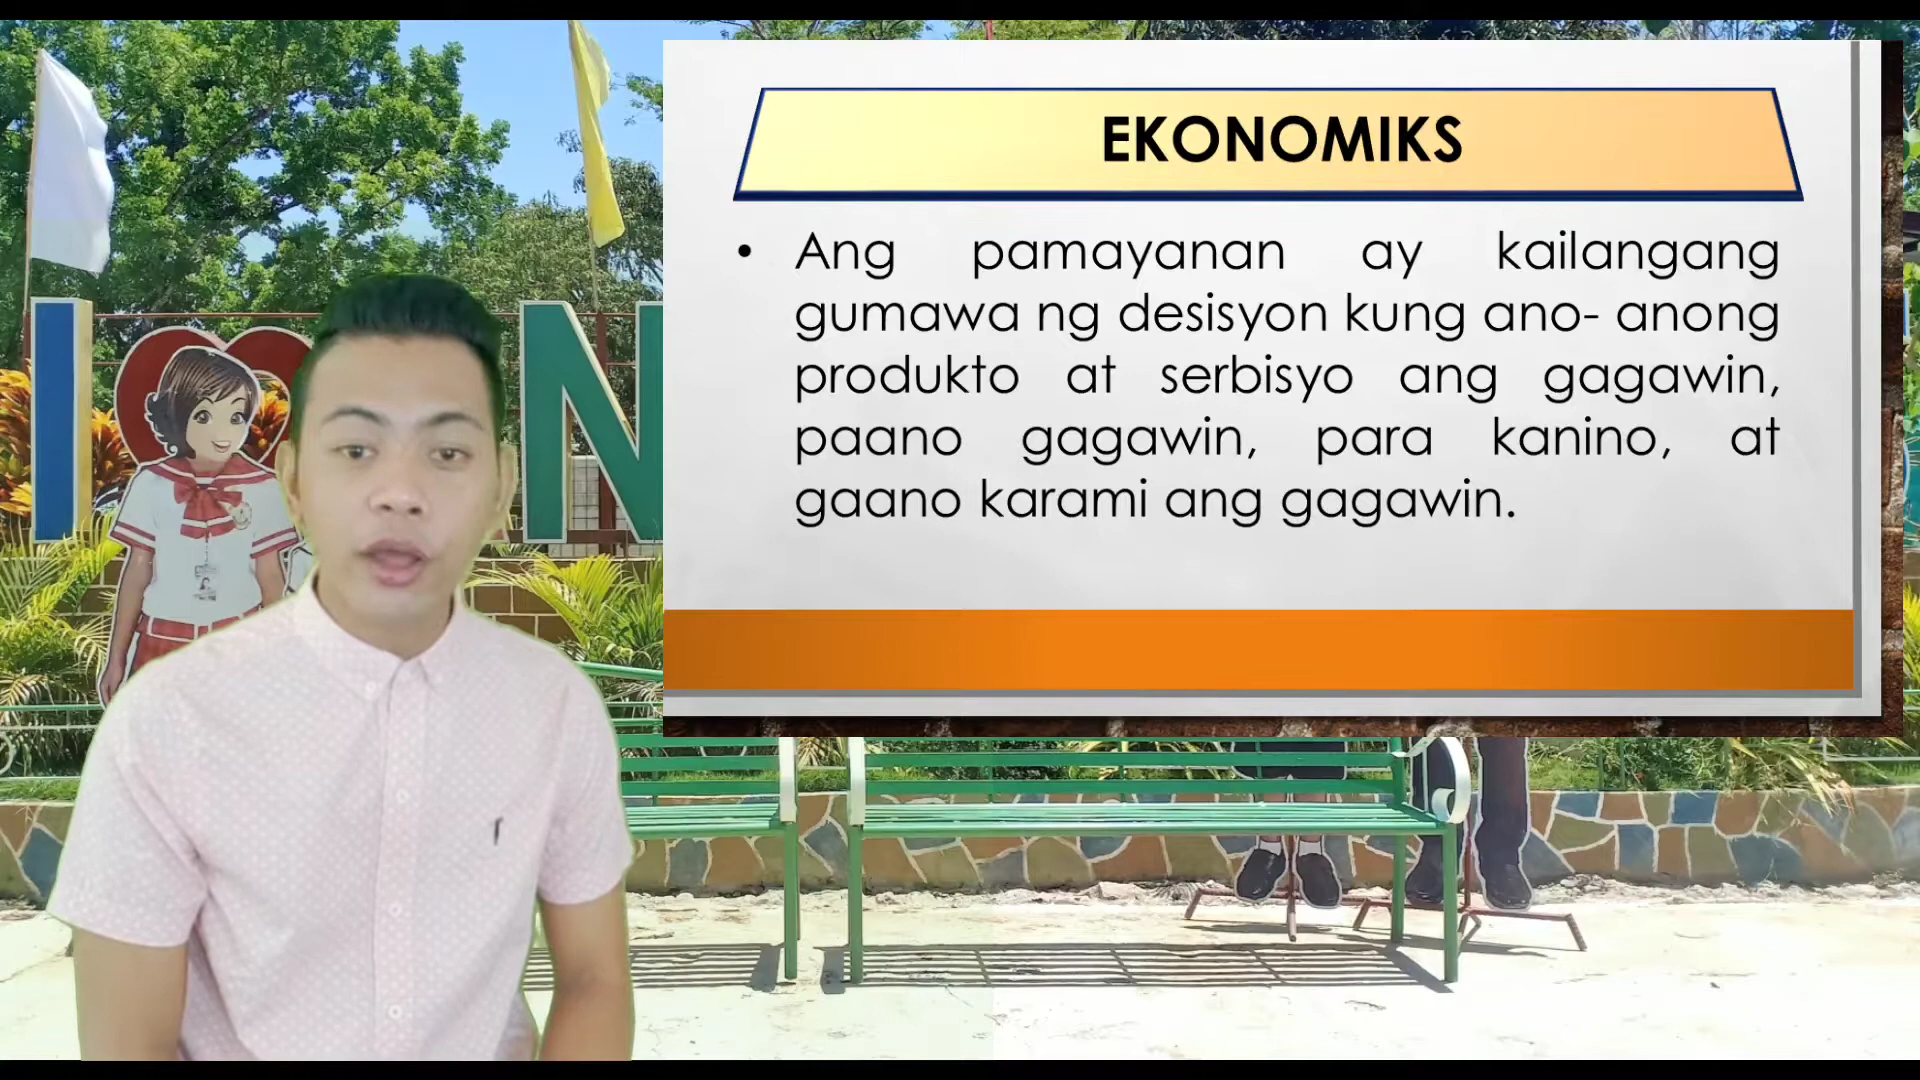 EKONOMIKS
• Ang pamayanan ay kailangang
gumawa ng desisyon kung ano- anong
produkto at serbisyo ang gagawin,
paano gagawin, para kanino, at
gaano karami ang gagawin.
I N